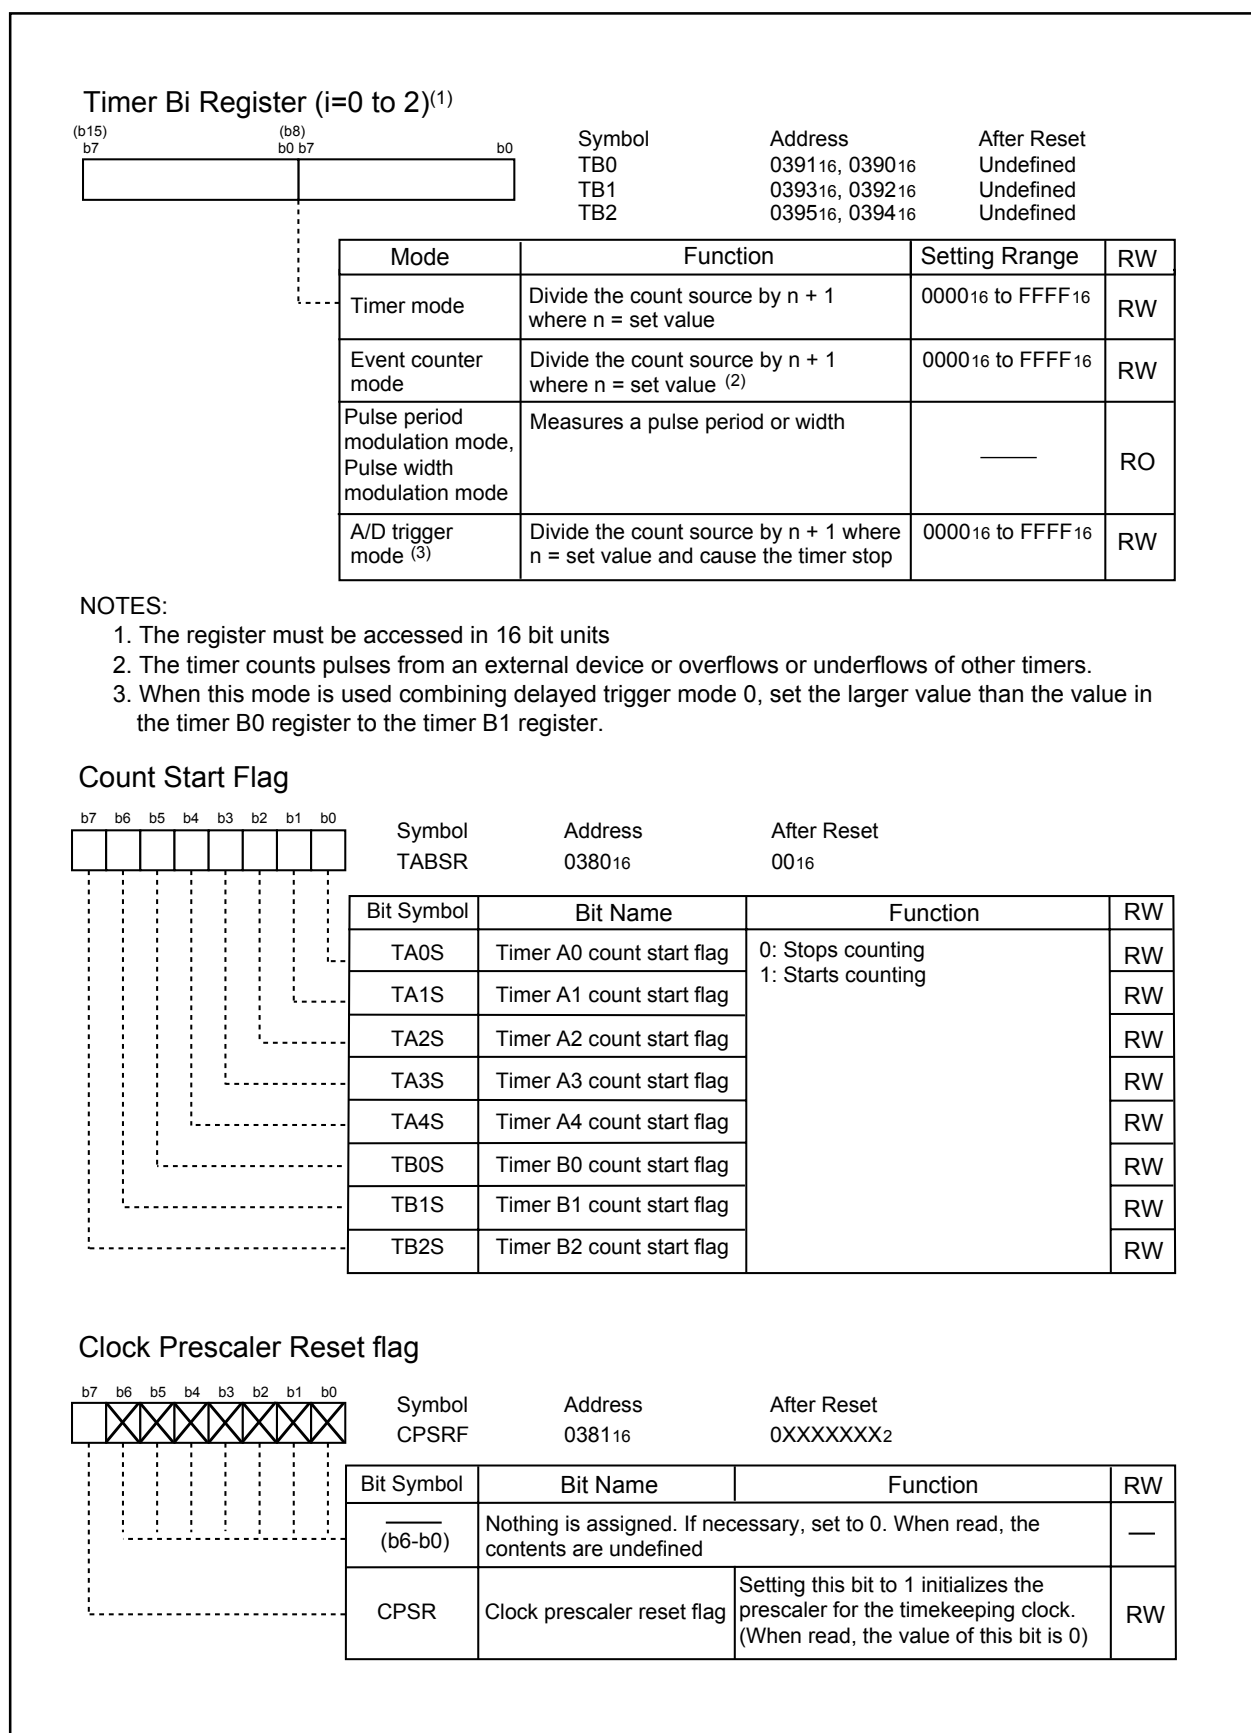 Timer Bi Register (i=0 to 2)(1)
(b15) (b8)
b7 b0 b7 b0
Symbol Address After Reset
TB0 039116, 039016 Undefined
TB1 039316, 039216 Undefined
TB2 039516, 039416 Undefined
Mode Function Setting Rrange RW
Timer mode Divide the count source by n + 1 000016 to FFFF16 RW
where n = set value
Event counter Divide the count source by n + 1 000016 to FFFF16 RW
mode where n = set value (2)
Pulse period Measures a pulse period or width
modulation mode,
Pulse width RO
modulation mode
A/D trigger Divide the count source by n + 1 where 000016 to FFFF16 RW
mode (3) n = set value and cause the timer stop
NOTES:
1. The register must be accessed in 16 bit units
2. The timer counts pulses from an external device or overflows or underflows of other timers.
3. When this mode is used combining delayed trigger mode 0, set the larger value than the value in
the timer B0 register to the timer B1 register.
Count Start Flag
b7 b6 b5 b4 b3 b2 b1 b0
Symbol Address After Reset
TABSR 038016 0016
Bit Symbol Bit Name Function RW
TA0S Timer A0 count start flag 0: Stops counting RW
1: Starts counting
TA1S Timer A1 count start flag RW
TA2S Timer A2 count start flag RW
TA3S Timer A3 count start flag RW
TA4S Timer A4 count start flag RW
TB0S Timer B0 count start flag RW
TB1S Timer B1 count start flag RW
TB2S Timer B2 count start flag RW
Clock Prescaler Reset flag
b7 b6 b5 b4 b3 b2 b1 b0
Symbol Address After Reset
CPSRF 038116 0XXXXXXX2
Bit Symbol Bit Name Function RW
(b6-b0) Nothing is assigned. If necessary, set to 0. When read, the —
contents are undefined
Setting this bit to 1 initializes the
CPSR Clock prescaler reset flag prescaler for the timekeeping clock. RW
(When read, the value of this bit is 0)